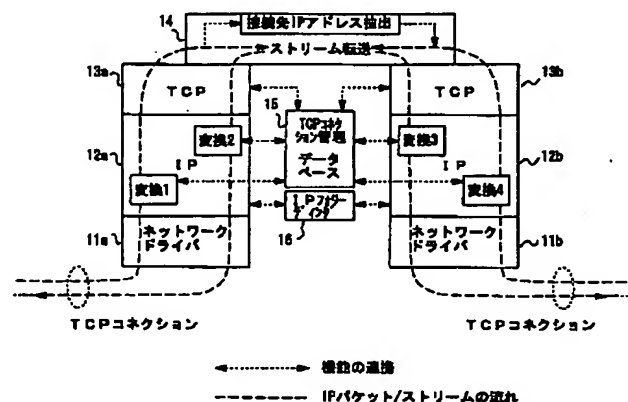 14
接続先IPアドレス抽出
ストリーム転送
13a
TCP
TCP
13b
15
TCPコネク
ション管理
データ
ベース
変換2
変換3
12a
IP
IP
12b
変換1
変換4
IPフォワー
ディング
16
11a
ネットワーク
ドライバ
ネットワーク
ドライバ
11b
TCPコネクション
TCPコネクション
機能の連携
IPパケット/ストリームの流れ